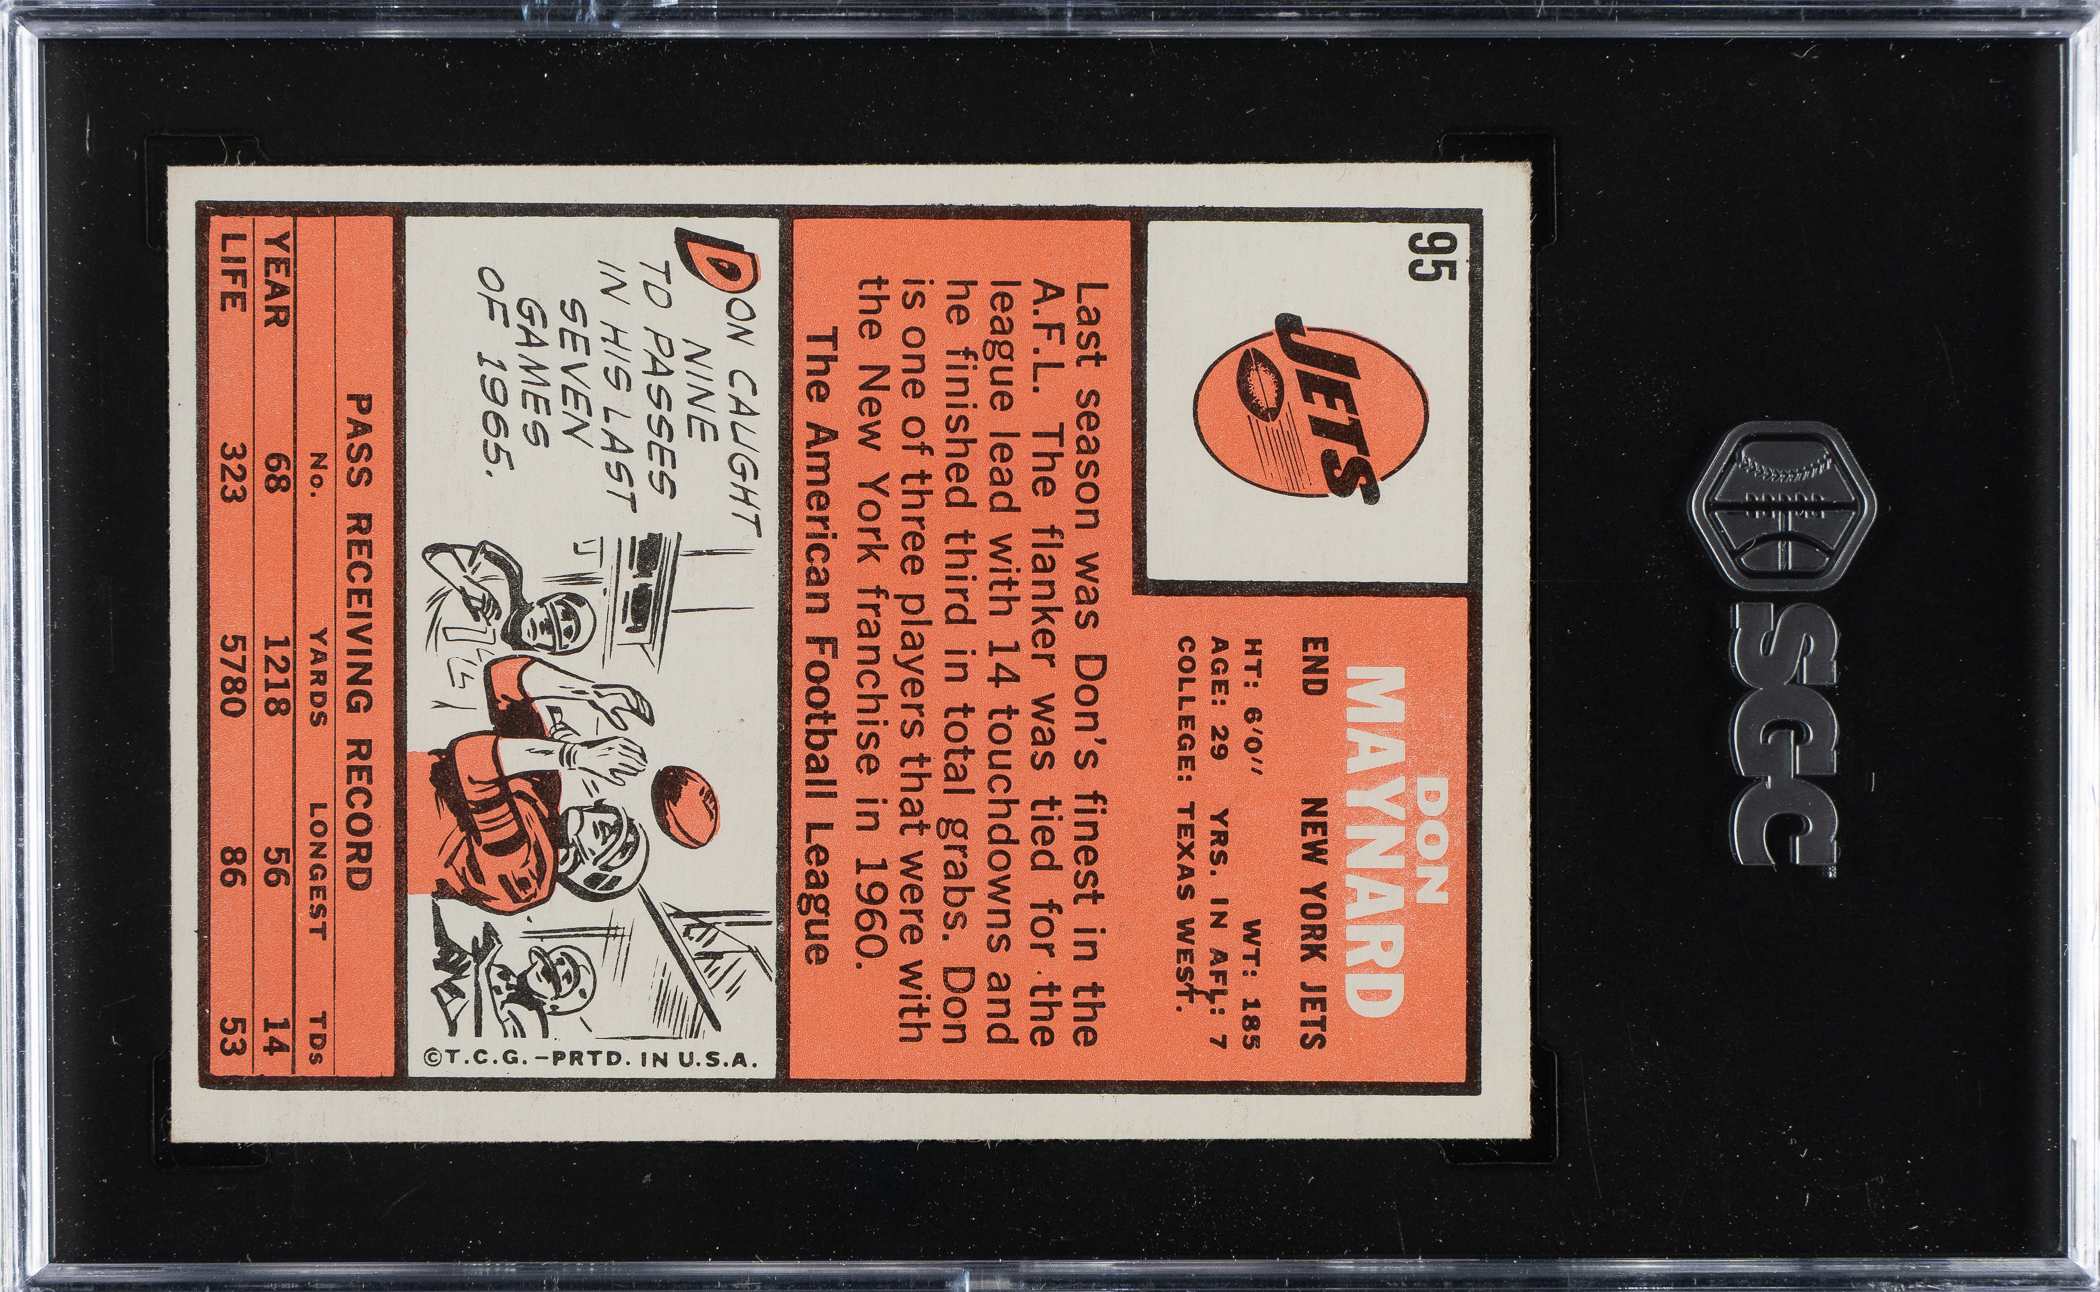 SGC
95
JETS
DON
MAYNARD
END NEW YORK JETS
HT: 6'0" WT: 185
AGE: 29 YRS. IN AFL: 7
COLLEGE: TEXAS WEST.
Last season was Don's finest in the
A.F.L. The flanker was tied for the
league lead with 14 touchdowns and
he finished third in total grabs. Don
is one of three players that were with
the New York franchise in 1960.
The American Football League
DON CAUGHT
NINE
TD PASSES
IN HIS LAST
SEVEN
GAMES
OF 1965.
©T.C.G.–PRTD. IN U.S.A.
PASS RECEIVING RECORD
No. YARDS LONGEST TDs
YEAR 68 1218 56 14
LIFE 323 5780 86 53